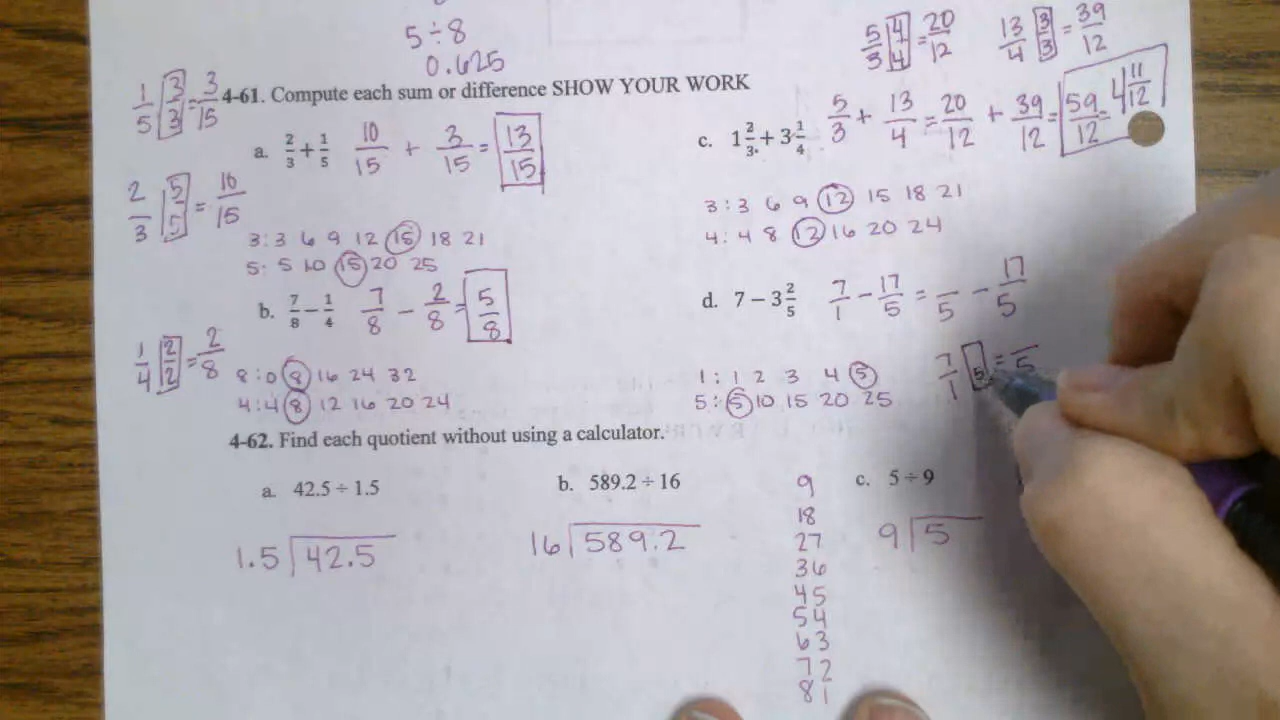 5 ÷ 8
0.625
5/3 [4/4] = 20/12 13/4 [3/3] = 39/12
1/5 [3/3] = 3/15
4-61. Compute each sum or difference SHOW YOUR WORK
a. 2/3 + 1/5 10/15 + 3/15 = 13/15
2/3 [5/5] = 10/15
3: 3 6 9 12 15 18 21
5: 5 10 15 20 25
b. 7/8 − 1/4 7/8 − 2/8 = 5/8
1/4 [2/2] = 2/8
8: 0 8 16 24 32
4: 4 8 12 16 20 24
c. 1 2/3 + 3 1/4 5/3 + 13/4 = 20/12 + 39/12 = 59/12 = 4 11/12
3: 3 6 9 12 15 18 21
4: 4 8 12 16 20 24
d. 7 − 3 2/5 7/1 − 17/5 = /5 − 17/5
7/1 [/5] = /5
1: 1 2 3 4 5
5: 5 10 15 20 25
4-62. Find each quotient without using a calculator.
a. 42.5 ÷ 1.5
1.5 42.5
b. 589.2 ÷ 16
16 589.2
c. 5 ÷ 9
9 5
9
18
27
36
45
54
63
72
81